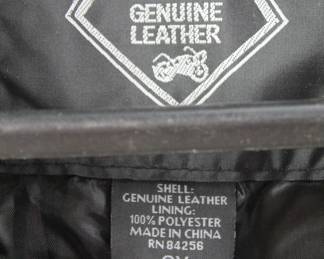 GENUINE
LEATHER
SHELL:
GENUINE LEATHER
LINING:
100% POLYESTER
MADE IN CHINA
RN 84256